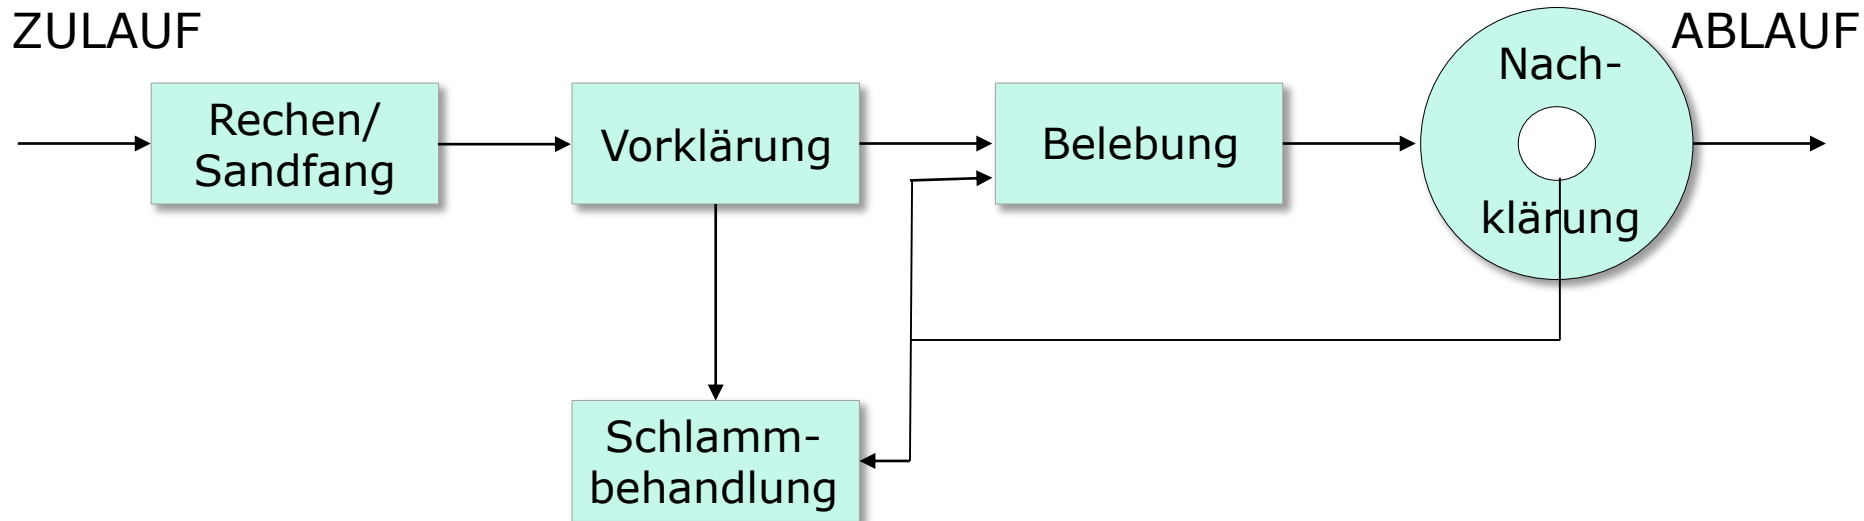 ZULAUF
ABLAUF
Rechen/
Sandfang
Vorklärung
Belebung
Nach-
klärung
Schlamm-
behandlung